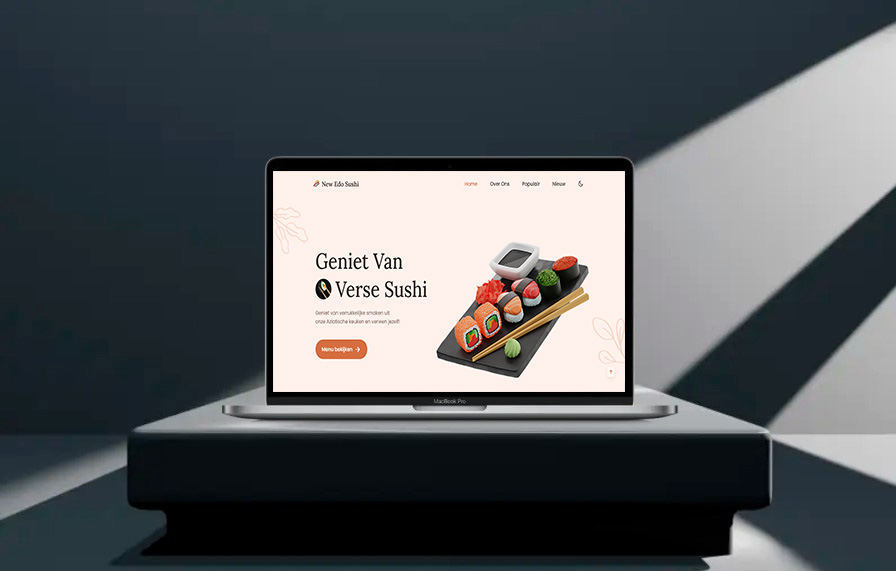 New Edo Sushi
Home Over Ons Populair Nieuw
Geniet Van
Verse Sushi
Geniet van verrukkelijke smaken uit
onze Aziatische keuken en verwen jezelf!
Menu bekijken →
MacBook Pro